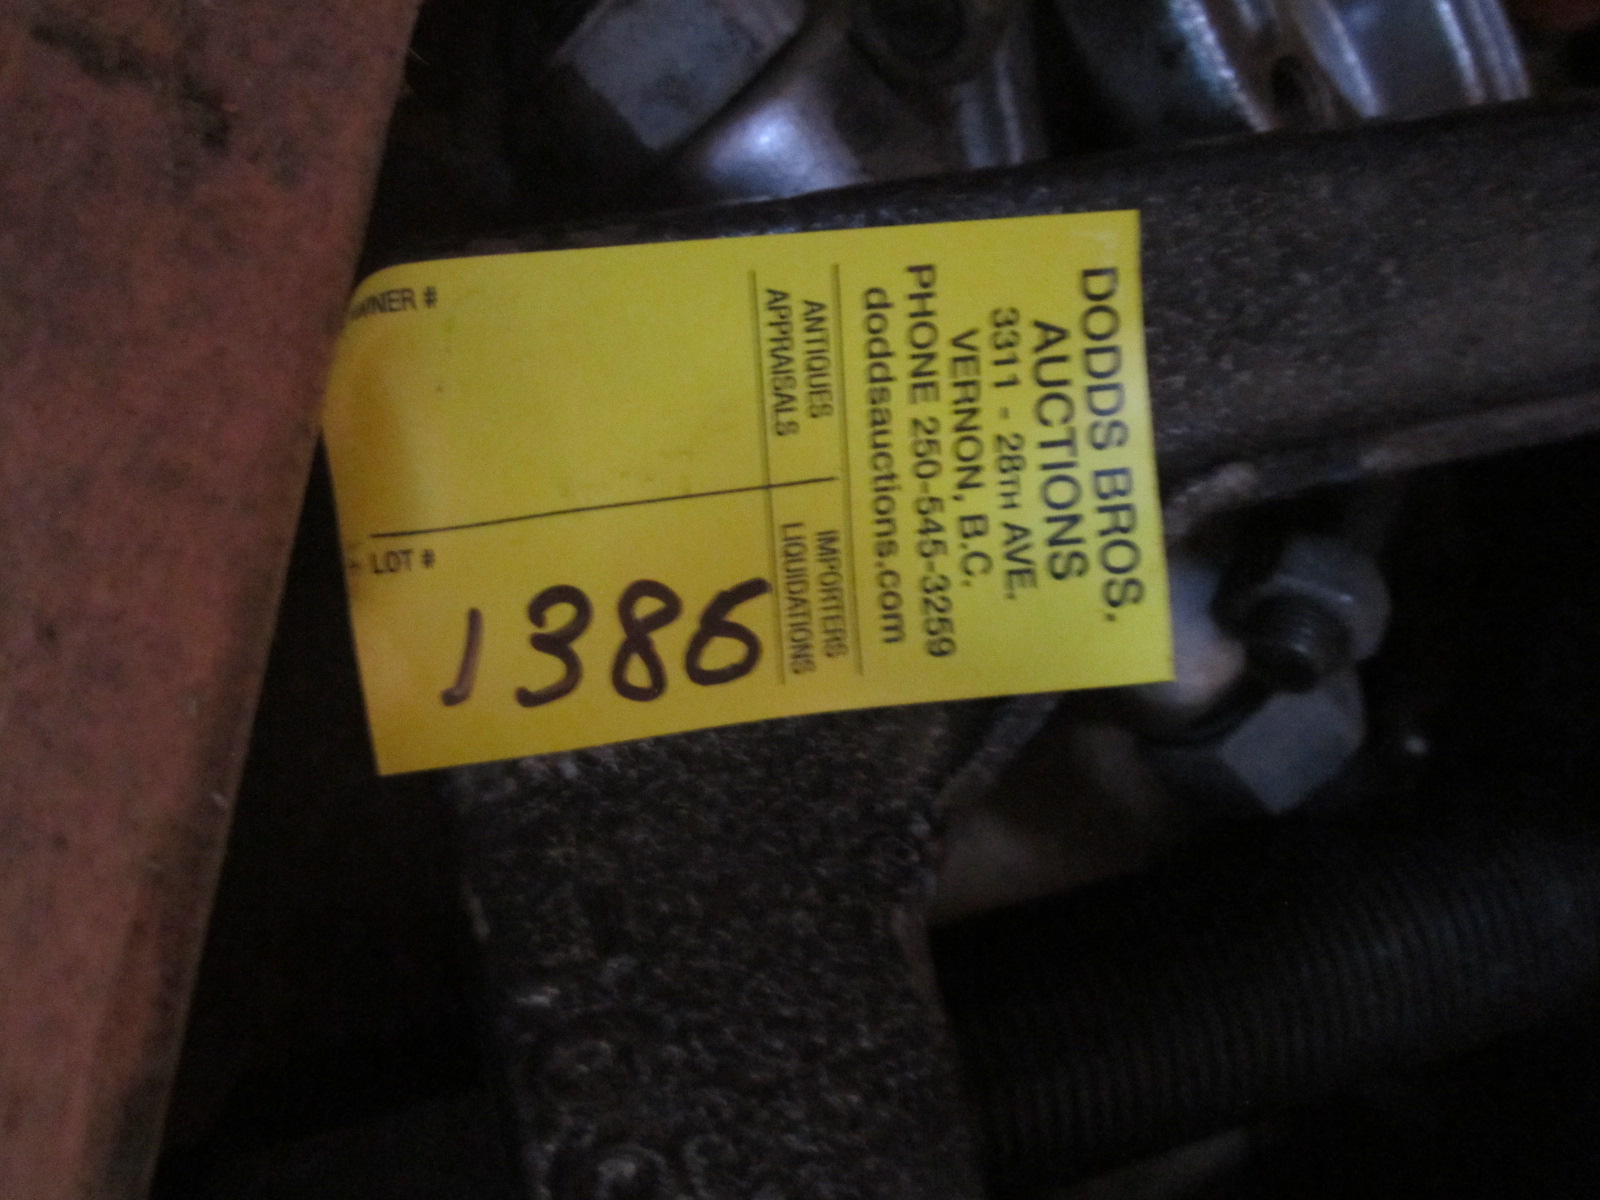 DODDS BROS.
AUCTIONS
3311 - 28TH AVE.
VERNON, B.C.
PHONE 250-545-3259
doddsauctions.com
ANTIQUES
APPRAISALS
IMPORTERS
LIQUIDATIONS
OWNER #
LOT #
1386